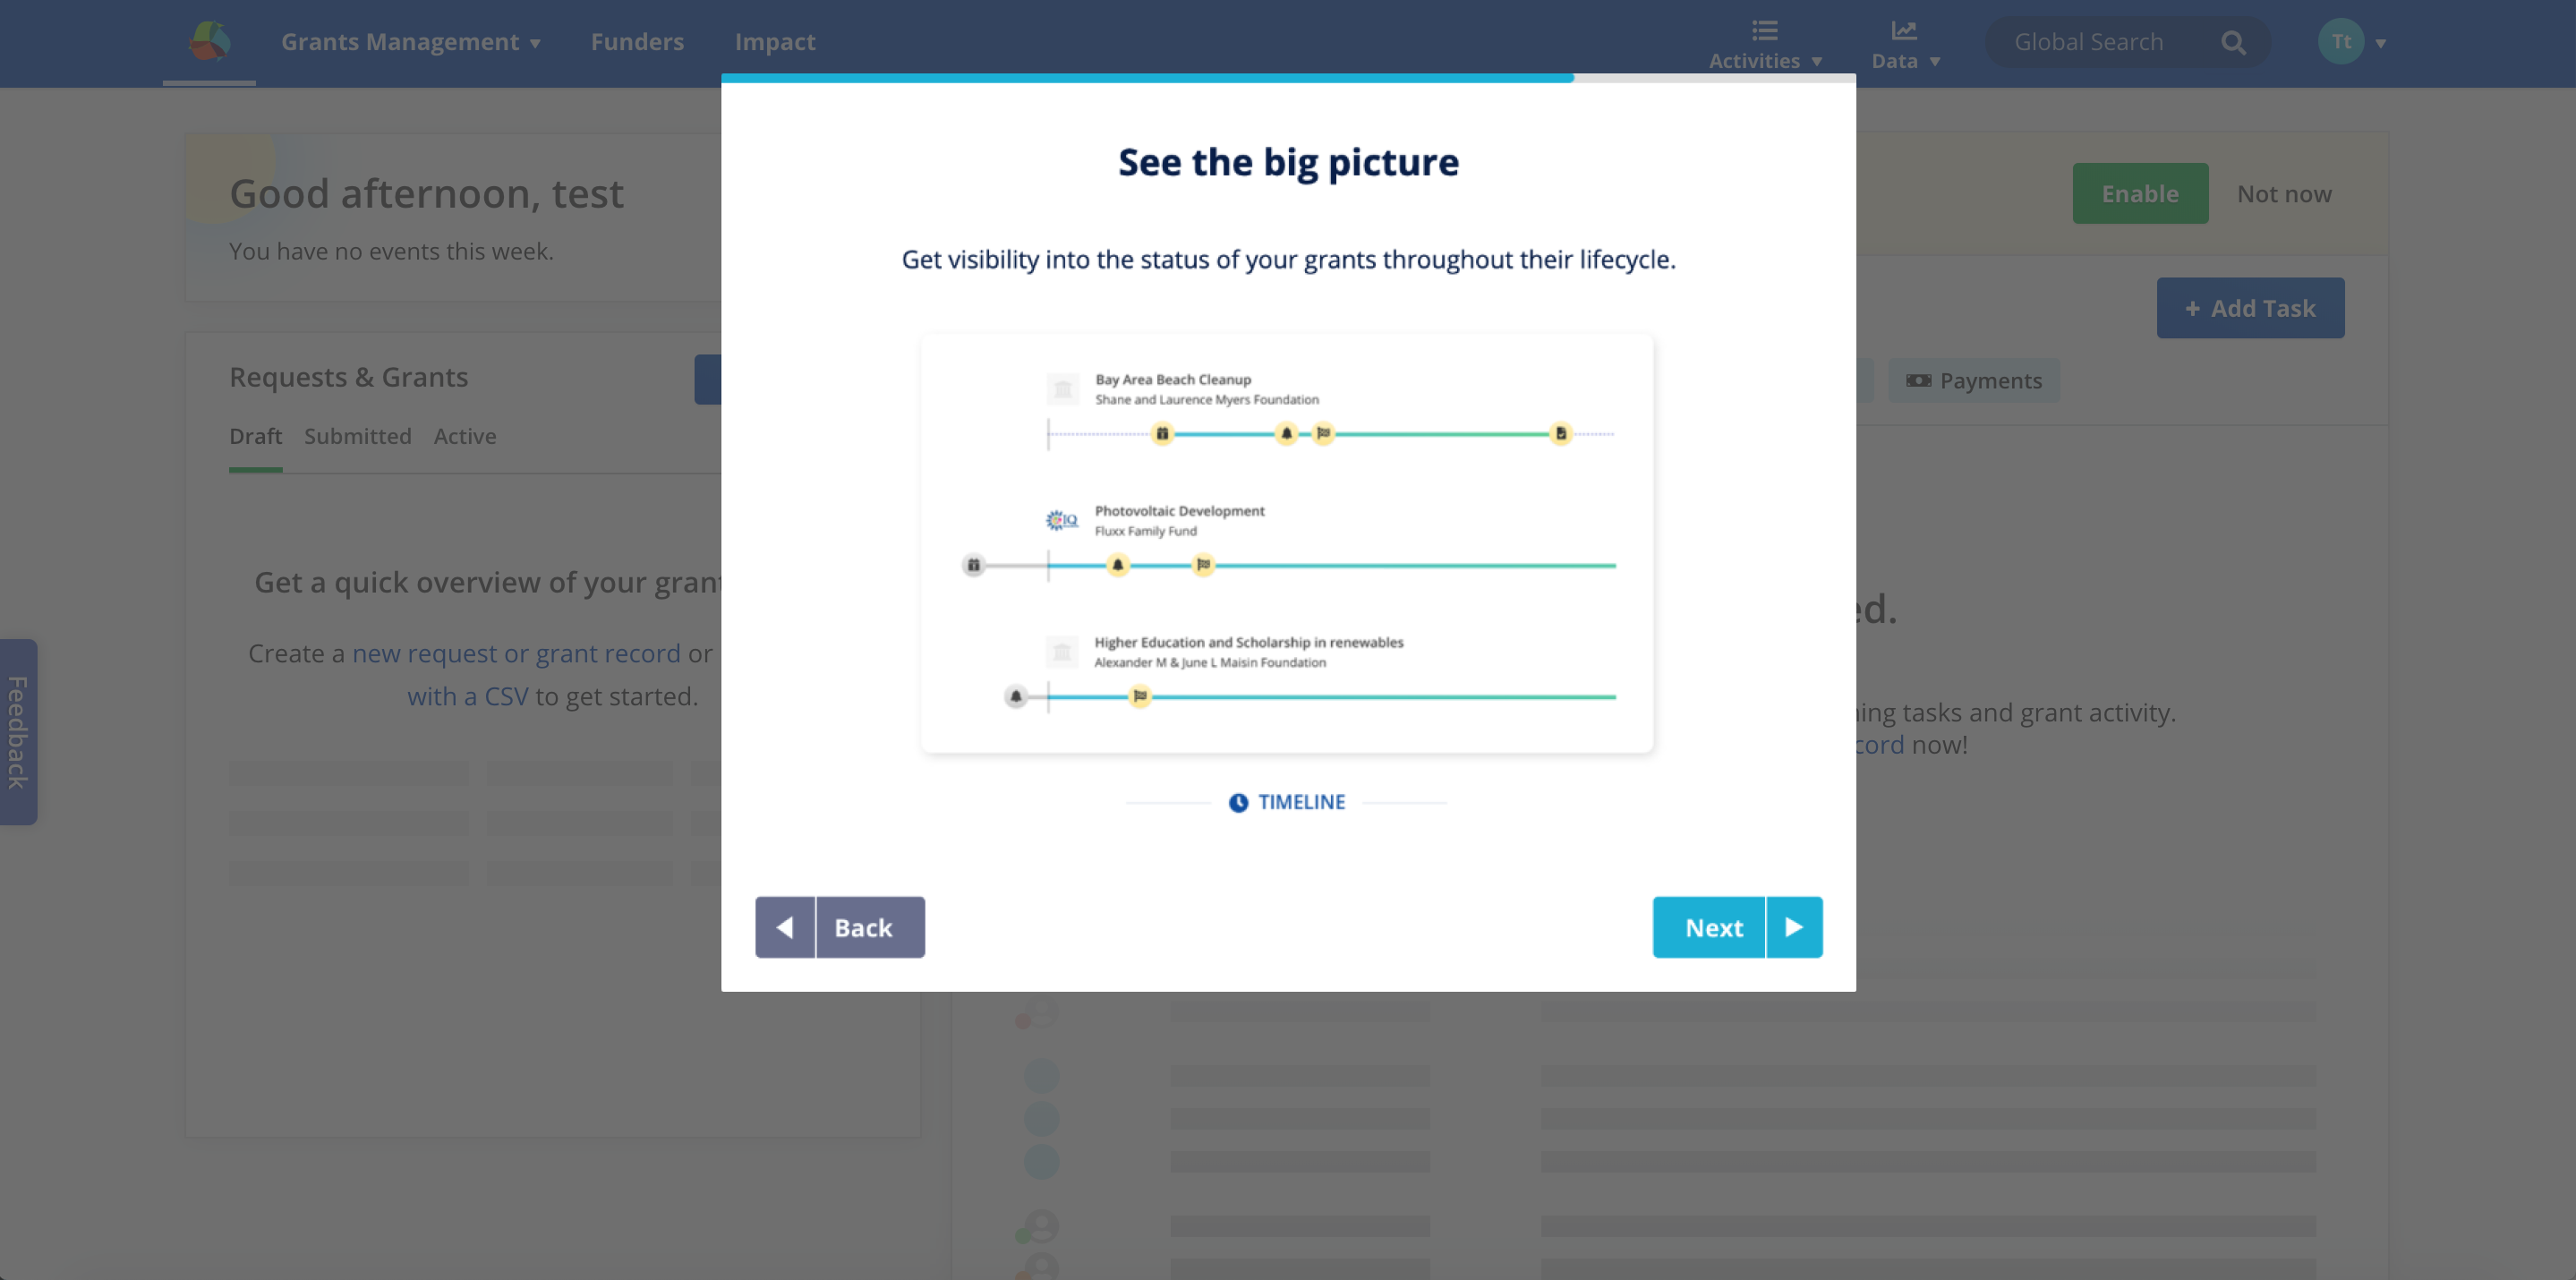 Grants Management
Funders
Impact
Activities
Data
Global Search
Tt
Good afternoon, test
You have no events this week.
Enable
Not now
+ Add Task
Requests & Grants
Draft
Submitted
Active
Payments
Get a quick overview of your
Create a new request or grant record or
with a CSV to get started.
ed.
ing tasks and grant activity.
cord now!
Feedback
See the big picture
Get visibility into the status of your grants throughout their lifecycle.
Bay Area Beach Cleanup
Shane and Laurence Myers Foundation
IQ
Photovoltaic Development
Fluxx Family Fund
Higher Education and Scholarship in renewables
Alexander M & June L Maisin Foundation
TIMELINE
Back
Next